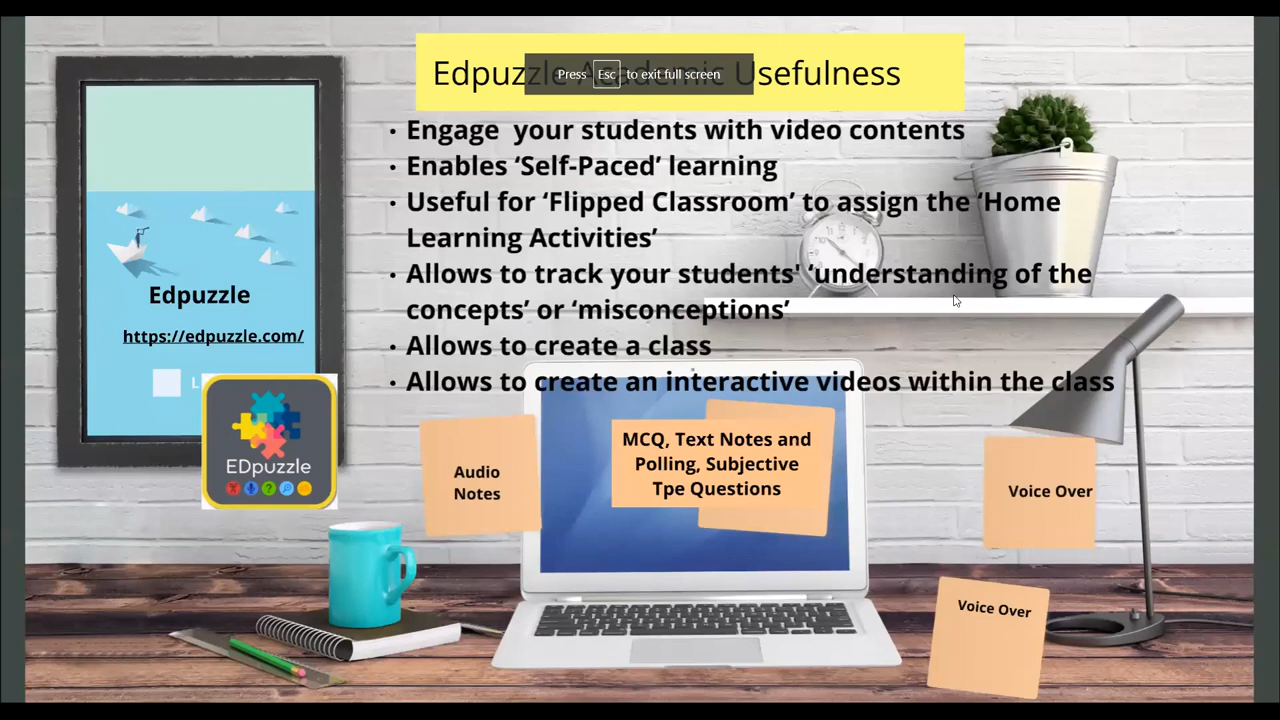 Edpuzzle Academic Usefulness
Press Esc to exit full screen
• Engage your students with video contents
• Enables ‘Self-Paced’ learning
• Useful for ‘Flipped Classroom’ to assign the ‘Home
Learning Activities’
• Allows to track your students' ‘understanding of the
concepts’ or ‘misconceptions’
• Allows to create a class
• Allows to create an interactive videos within the class
Edpuzzle
https://edpuzzle.com/
L
EDpuzzle
Audio
Notes
MCQ, Text Notes and
Polling, Subjective
Tpe Questions
Voice Over
Voice Over